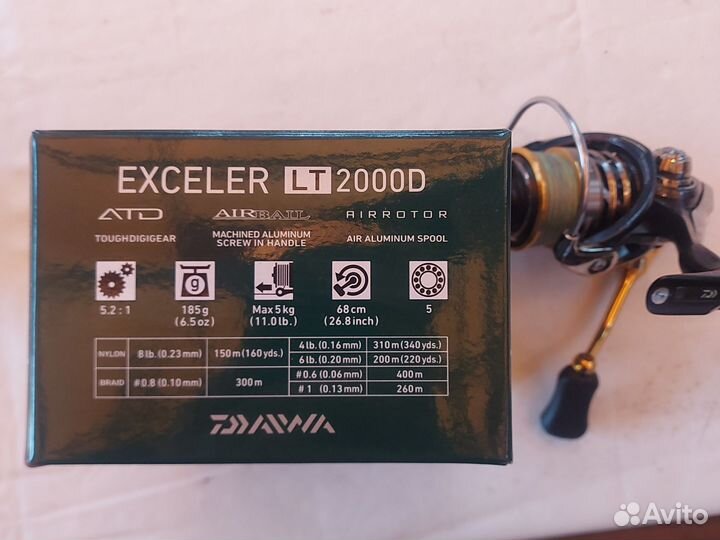 EXCELER LT 2000D
ATD AIRBAIL AIRROTOR
TOUGHDIGIGEAR MACHINED ALUMINUM SCREW IN HANDLE AIR ALUMINUM SPOOL
g
5.2 : 1 185g (6.5oz) Max 5kg (11.0lb.) 68cm (26.8inch) 5
NYLON 8lb. (0.23mm) 150m (160yds.) 4lb. (0.16mm) 310m (340yds.)
6lb. (0.20mm) 200m (220yds.)
BRAID #0.8 (0.10mm) 300m #0.6 (0.06mm) 400m
#1 (0.13mm) 260m
DAIWA
Avito